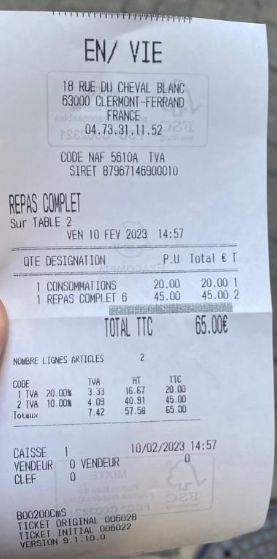 EN/ VIE
18 RUE DU CHEVAL BLANC
63000 CLERMONT-FERRAND
FRANCE
04.73.31.11.52
CODE NAF 5610A TVA
SIRET 87967146900010
REPAS COMPLET
Sur TABLE 2
VEN 10 FEV 2023 14:57
QTE DESIGNATION P.U Total € T
1 CONSOMMATIONS 20.00 20.00 1
1 REPAS COMPLET 6 45.00 45.00 2
TOTAL TTC 65.00€
NOMBRE LIGNES ARTICLES 2
CODE TVA HT TTC
1 TVA 20.00% 3.33 16.67 20.00
2 TVA 10.00% 4.09 40.91 45.00
Totaux 7.42 57.58 65.00
CAISSE 1 10/02/2023 14:57
VENDEUR 0 VENDEUR 0
CLEF 0
BO0200CmS
TICKET ORIGINAL 006028
TICKET INITIAL 006022
VERSION 9.1.10.0